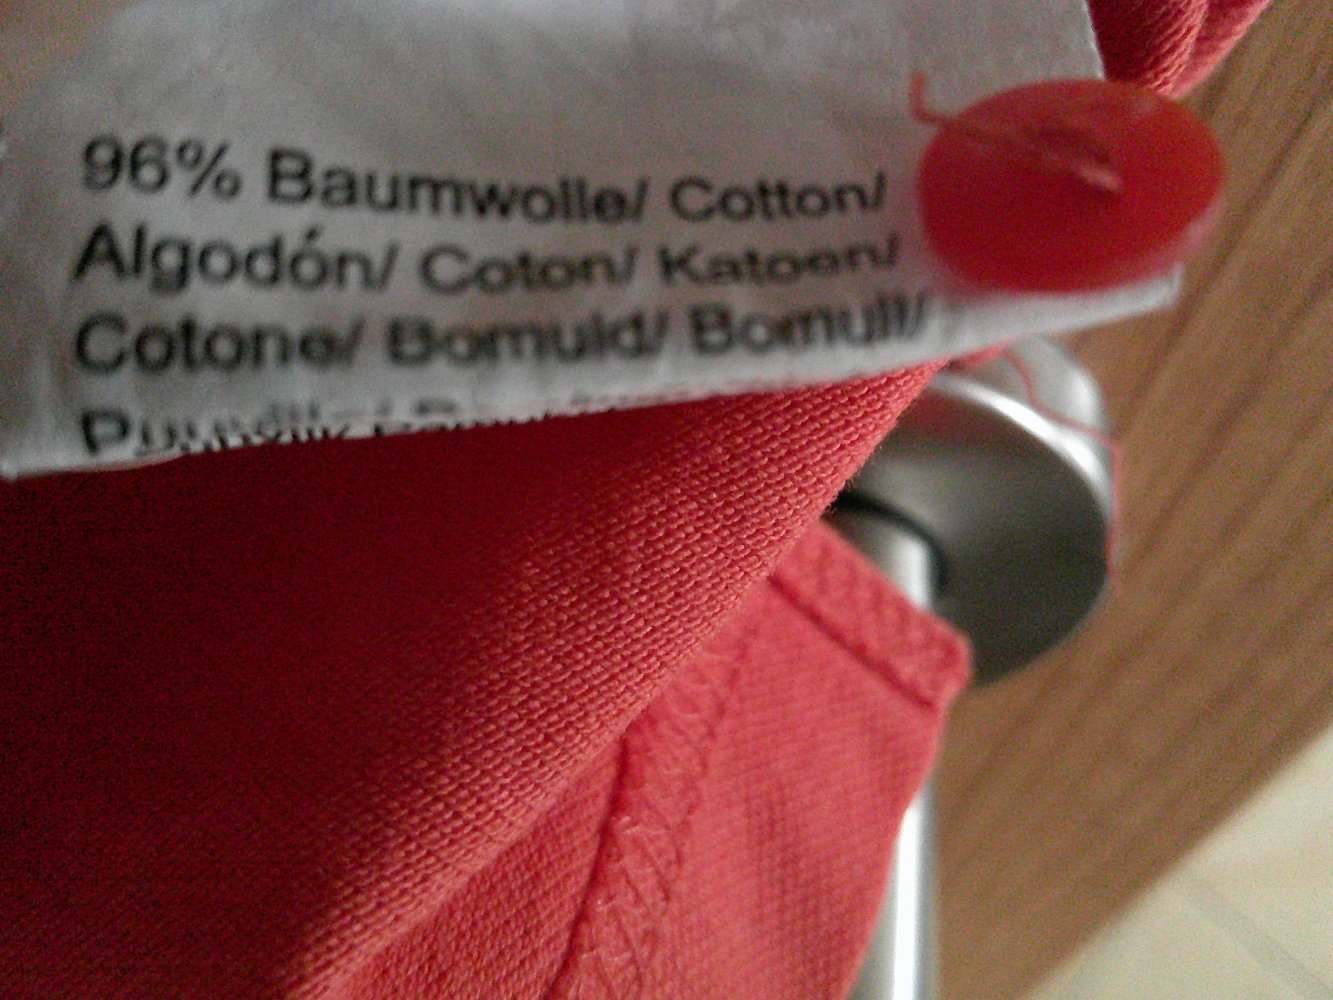 96% Baumwolle/ Cotton/
Algodón/ Coton/ Katoen/
Cotone/ Bomuld/ Bomull/